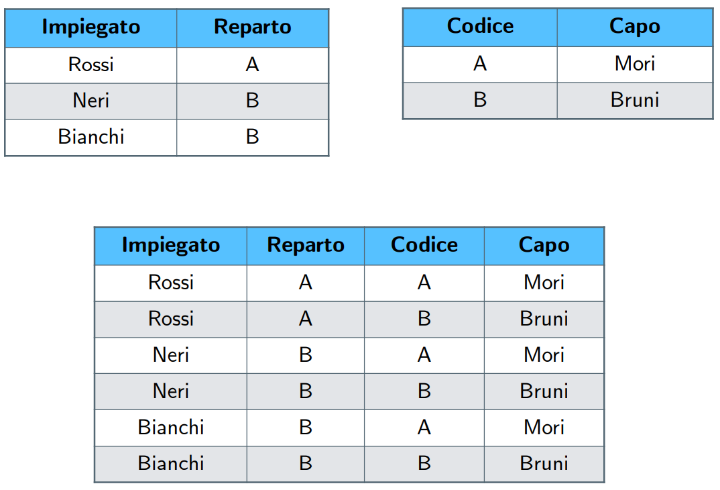 Impiegato Reparto
Rossi A
Neri B
Bianchi B
Codice Capo
A Mori
B Bruni
Impiegato Reparto Codice Capo
Rossi A A Mori
Rossi A B Bruni
Neri B A Mori
Neri B B Bruni
Bianchi B A Mori
Bianchi B B Bruni